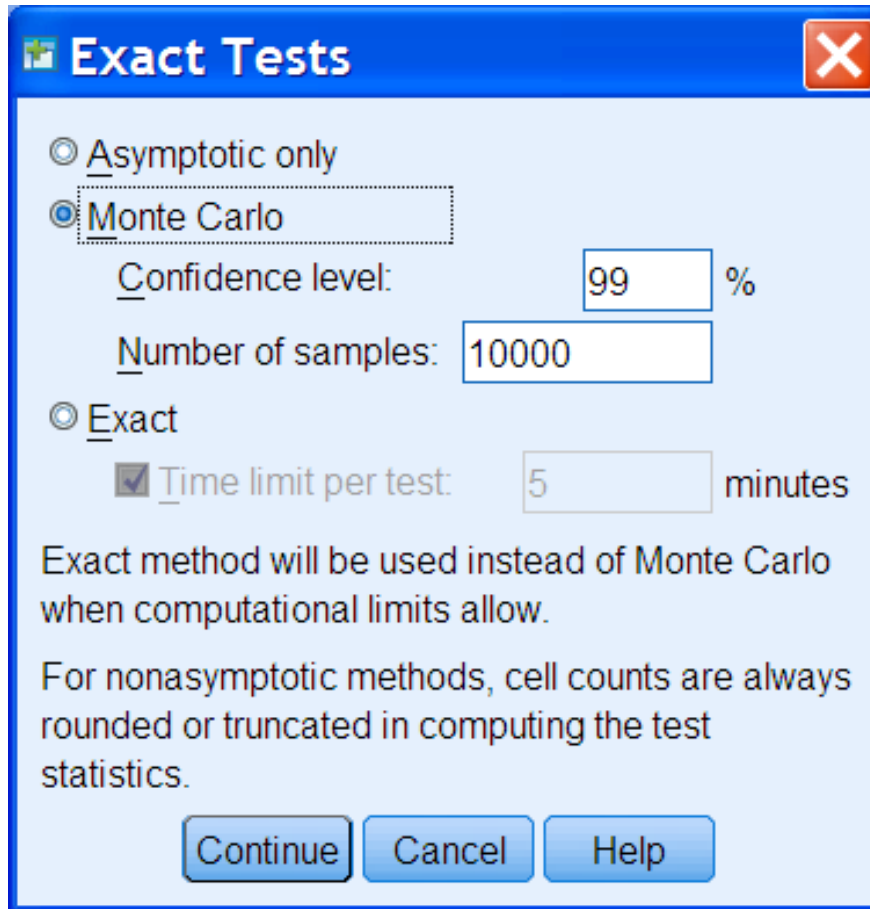 Exact Tests
Asymptotic only
Monte Carlo
Confidence level: 99 %
Number of samples: 10000
Exact
Time limit per test: 5 minutes
Exact method will be used instead of Monte Carlo
when computational limits allow.
For nonasymptotic methods, cell counts are always
rounded or truncated in computing the test
statistics.
Continue Cancel Help